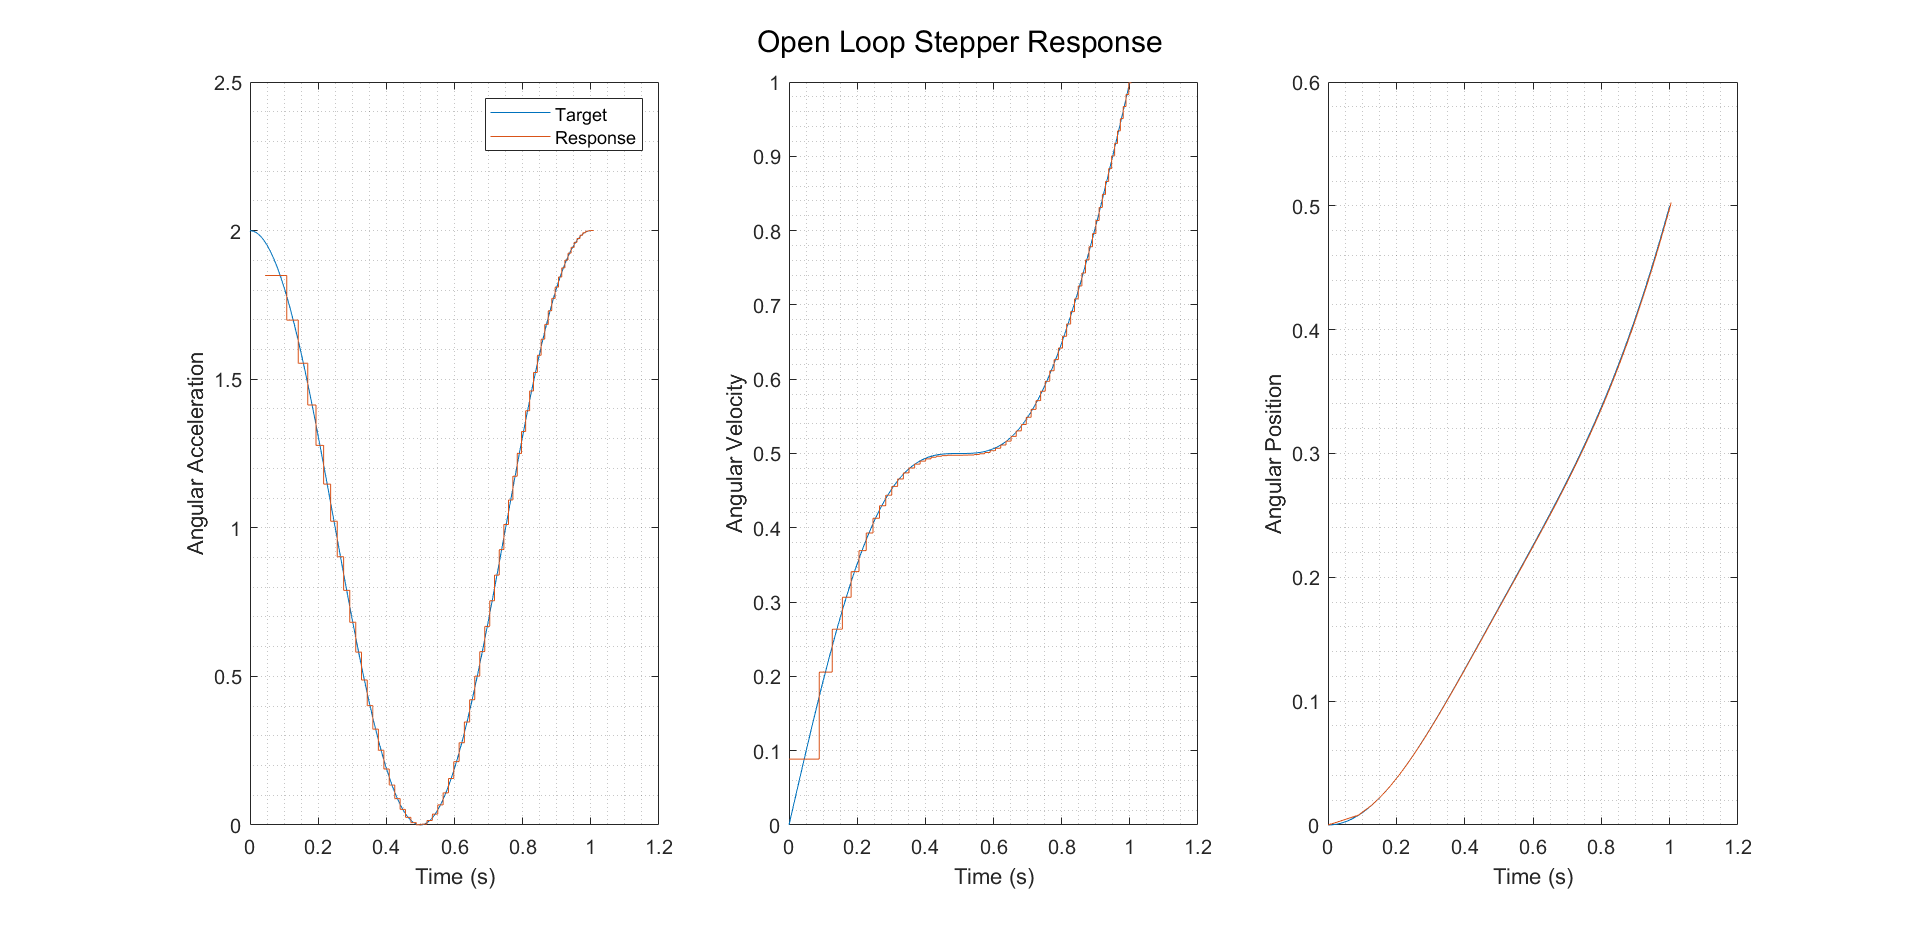 Open Loop Stepper Response
Angular Acceleration
2.5
2
1.5
1
0.5
0
0 0.2 0.4 0.6 0.8 1 1.2
Time (s)
Target
Response
Angular Velocity
1
0.9
0.8
0.7
0.6
0.5
0.4
0.3
0.2
0.1
0
0 0.2 0.4 0.6 0.8 1 1.2
Time (s)
Angular Position
0.6
0.5
0.4
0.3
0.2
0.1
0
0 0.2 0.4 0.6 0.8 1 1.2
Time (s)